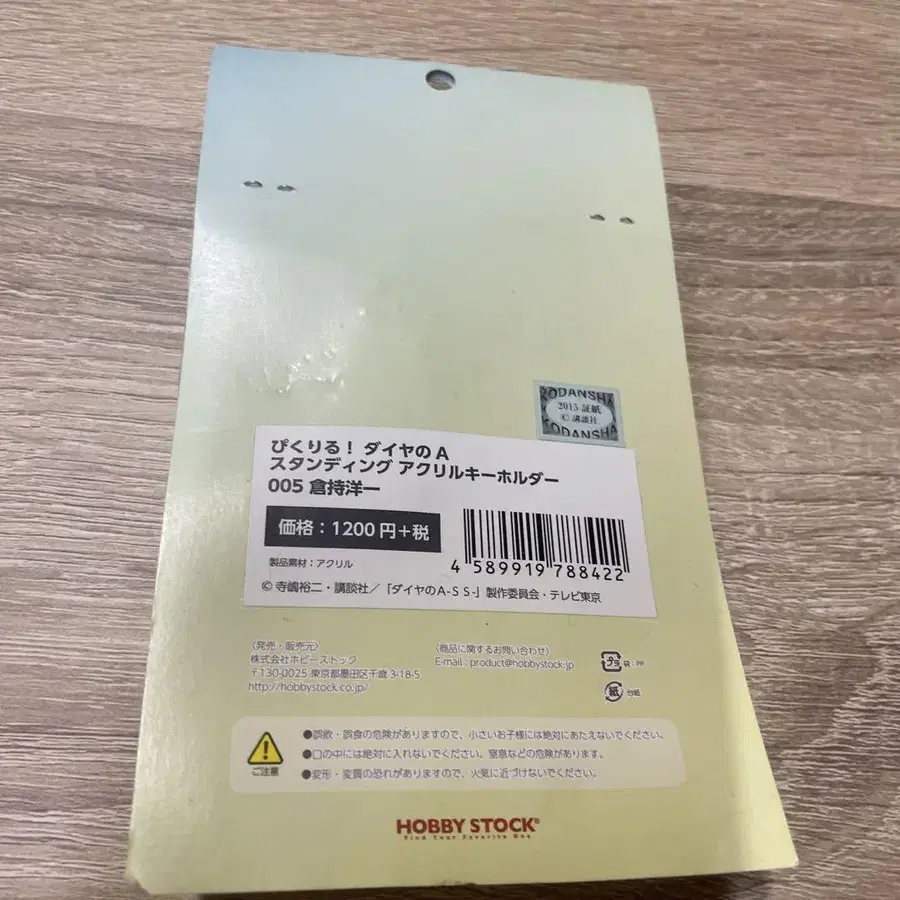 KODANSHA
2015 証紙
© 講談社
KODANSHA
ぴくりる! ダイヤの A
スタンディング アクリルキーホルダー
005 倉持洋一
価格:1200 円+税
製品素材:アクリル
4 589919 788422
© 寺嶋裕二・講談社/「ダイヤのA-SS-」製作委員会・テレビ東京
〈発売・販売元〉
株式会社ホビーストック
〒130-0025 東京都墨田区千歳 3-18-5
http://hobbystock.co.jp/
〈商品に関するお問い合わせ〉
E-mail : product@hobbystock.jp
プラ 袋:PP
紙 台紙
ご注意
●誤飲・誤食の危険がありますので、小さいお子様には絶対にあたえないでください。
●口の中には絶対に入れないでください。窒息などの危険があります。
●変形・変質の恐れがありますので、火気に近づけないでください。
HOBBY STOCK®
Find Your Favorite One